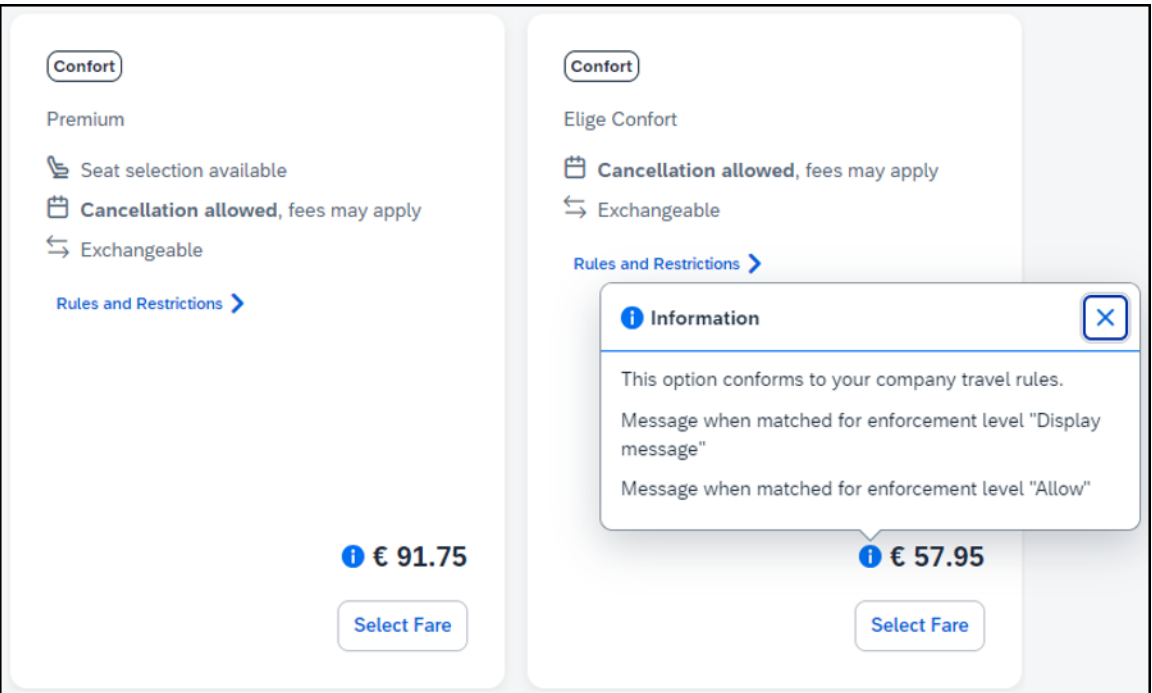 Confort
Premium
Seat selection available
Cancellation allowed, fees may apply
Exchangeable
Rules and Restrictions
€ 91.75
Select Fare
Confort
Elige Confort
Cancellation allowed, fees may apply
Exchangeable
Rules and Restrictions
Information
This option conforms to your company travel rules.
Message when matched for enforcement level "Display
message"
Message when matched for enforcement level "Allow"
€ 57.95
Select Fare